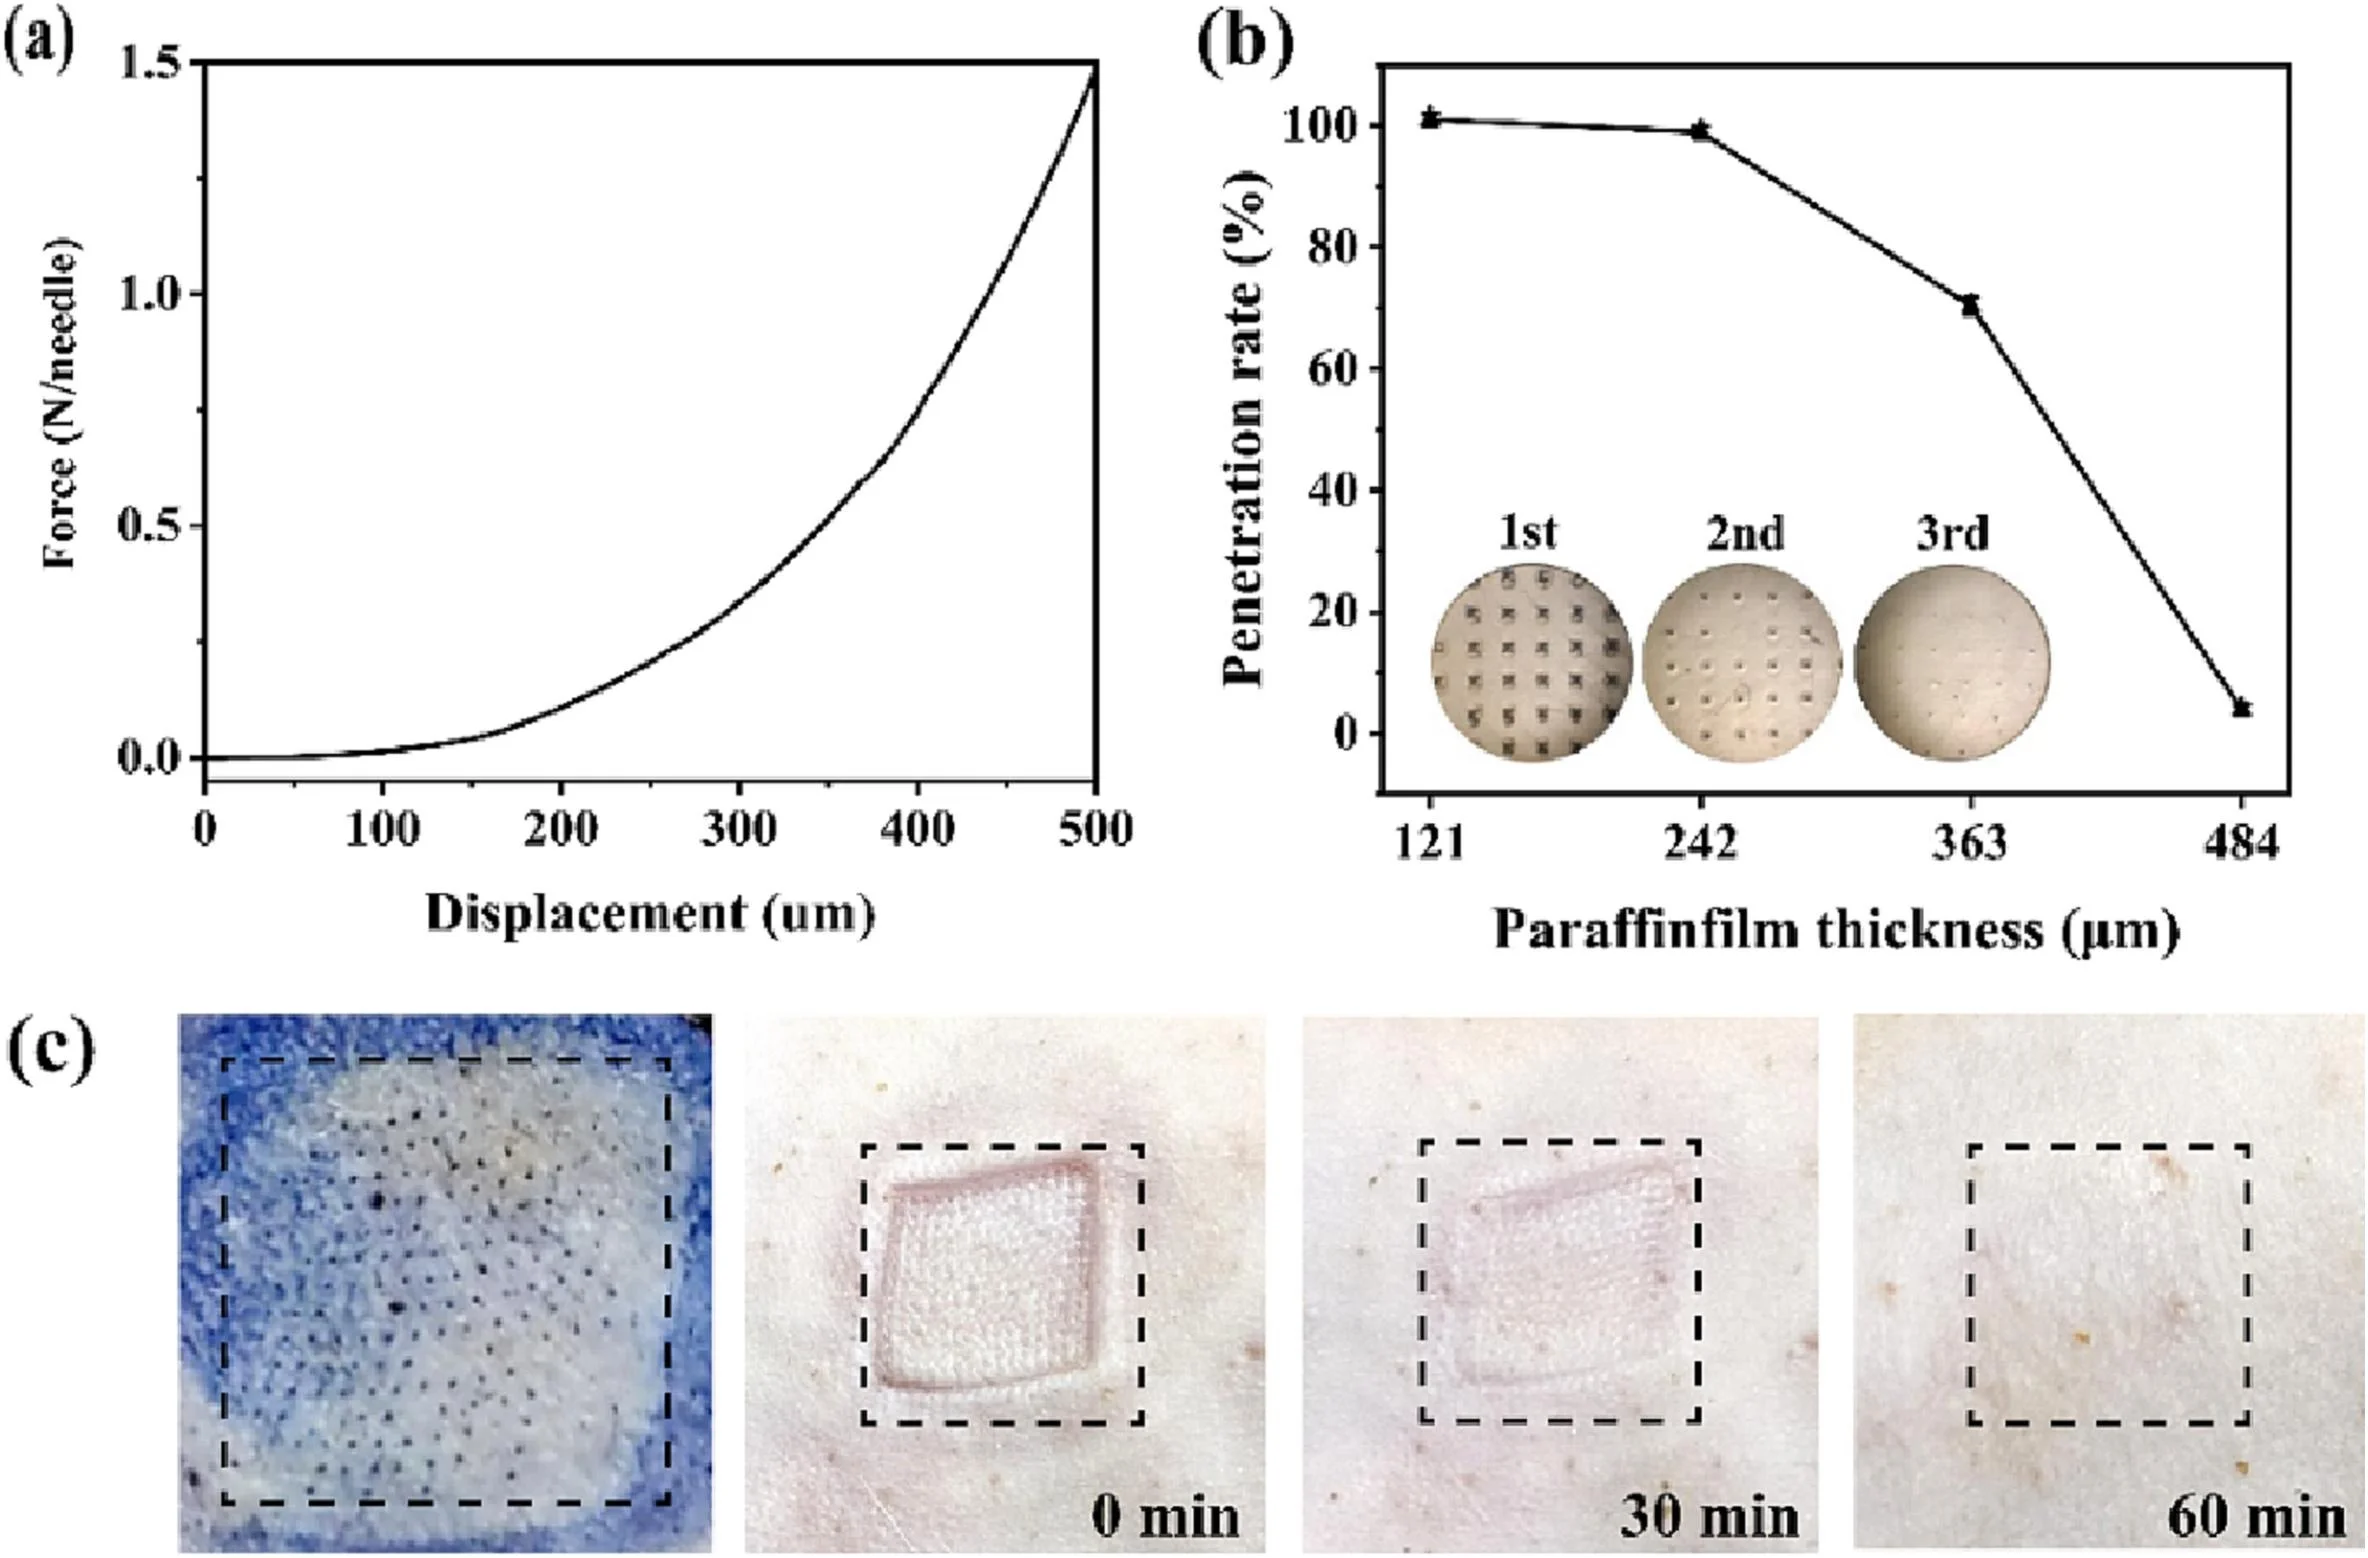 (a)
1.5
1.0
0.5
0.0
Force (N/needle)
0 100 200 300 400 500
Displacement (um)
(b)
100
80
60
40
20
0
Penetration rate (%)
1st 2nd 3rd
121 242 363 484
Paraffinfilm thickness (μm)
(c)
0 min
30 min
60 min